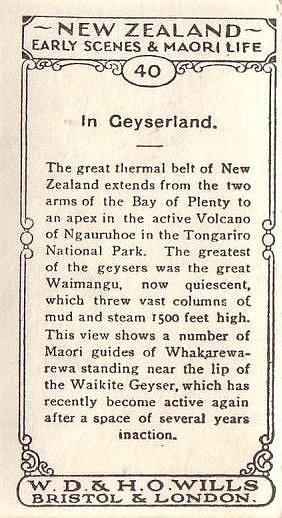 ~ NEW ZEALAND ~
EARLY SCENES & MAORI LIFE
40
In Geyserland.
The great thermal belt of New
Zealand extends from the two
arms of the Bay of Plenty to
an apex in the active Volcano
of Ngauruhoe in the Tongariro
National Park. The greatest
of the geysers was the great
Waimangu, now quiescent,
which threw vast columns of
mud and steam 1500 feet high.
This view shows a number of
Maori guides of Whakarewa-
rewa standing near the lip of
the Waikite Geyser, which has
recently become active again
after a space of several years
inaction.
W. D. & H. O. WILLS
BRISTOL & LONDON.